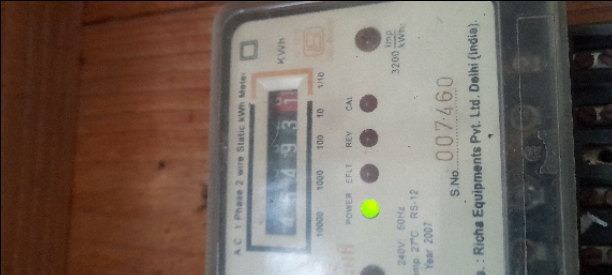 A C 1 Phase 2 wire Static kWh Meter
KWh
10000 1000 100 10 1/10
POWER EFLT REV CAL
imp
3200 kWh
240V 50Hz
27°C RS-12
Year 2007
S.No. 007460
: Richa Equipments Pvt. Ltd. Delhi (India).